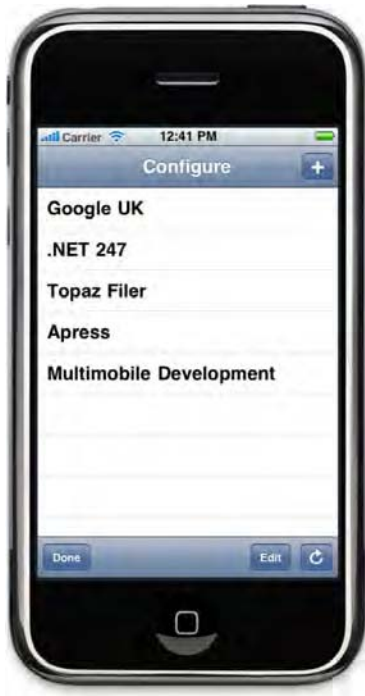 Carrier 12:41 PM
Configure +
Google UK
.NET 247
Topaz Filer
Apress
Multimobile Development
Done Edit